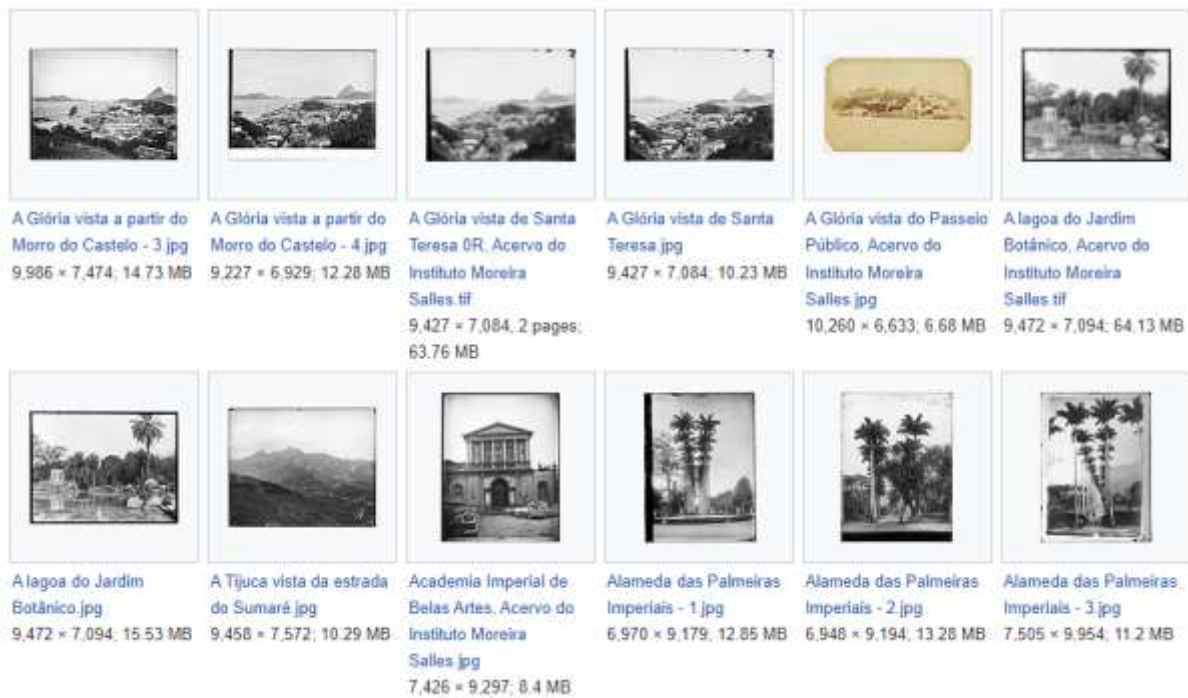 A Glória vista a partir do
Morro do Castelo - 3.jpg
9,986 × 7,474; 14.73 MB
A Glória vista a partir do
Morro do Castelo - 4.jpg
9,227 × 6,929; 12.28 MB
A Glória vista de Santa
Teresa 0R, Acervo do
Instituto Moreira
Salles.tif
9,427 × 7,084, 2 pages;
63.76 MB
A Glória vista de Santa
Teresa.jpg
9,427 × 7,084; 10.23 MB
A Glória vista do Passeio
Público, Acervo do
Instituto Moreira
Salles.jpg
10,260 × 6,633; 6.68 MB
A lagoa do Jardim
Botânico, Acervo do
Instituto Moreira
Salles.tif
9,472 × 7,094; 64.13 MB
A lagoa do Jardim
Botânico.jpg
9,472 × 7,094; 15.53 MB
A Tijuca vista da estrada
do Sumaré.jpg
9,458 × 7,572; 10.29 MB
Academia Imperial de
Belas Artes, Acervo do
Instituto Moreira
Salles.jpg
7,426 × 9,297; 8.4 MB
Alameda das Palmeiras
Imperiais - 1.jpg
6,970 × 9,179; 12.85 MB
Alameda das Palmeiras
Imperiais - 2.jpg
6,948 × 9,194; 13.28 MB
Alameda das Palmeiras
Imperiais - 3.jpg
7,505 × 9,954; 11.2 MB